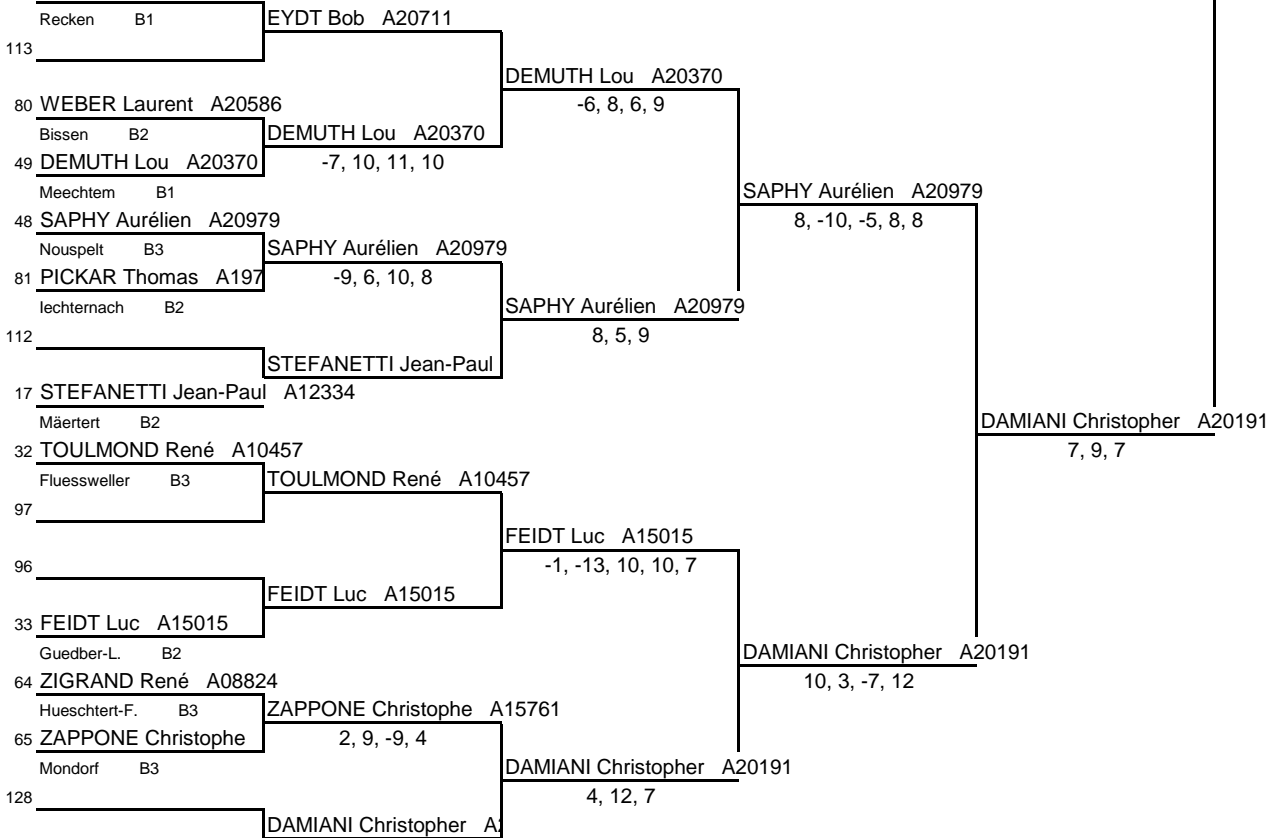 Recken B1 EYDT Bob A20711
113
DEMUTH Lou A20370
80 WEBER Laurent A20586 -6, 8, 6, 9
Bissen B2 DEMUTH Lou A20370
49 DEMUTH Lou A20370 -7, 10, 11, 10
Meechtem B1 SAPHY Aurélien A20979
48 SAPHY Aurélien A20979 8, -10, -5, 8, 8
Nouspelt B3 SAPHY Aurélien A20979
81 PICKAR Thomas A197 -9, 6, 10, 8
Iechternach B2 SAPHY Aurélien A20979
112 8, 5, 9
STEFANETTI Jean-Paul
17 STEFANETTI Jean-Paul A12334
Mäertert B2 DAMIANI Christopher A20191
32 TOULMOND René A10457 7, 9, 7
Fluessweller B3 TOULMOND René A10457
97
FEIDT Luc A15015
96 -1, -13, 10, 10, 7
FEIDT Luc A15015
33 FEIDT Luc A15015
Guedber-L. B2 DAMIANI Christopher A20191
64 ZIGRAND René A08824 10, 3, -7, 12
Hueschtert-F. B3 ZAPPONE Christophe A15761
65 ZAPPONE Christophe 2, 9, -9, 4
Mondorf B3 DAMIANI Christopher A20191
128 4, 12, 7
DAMIANI Christopher